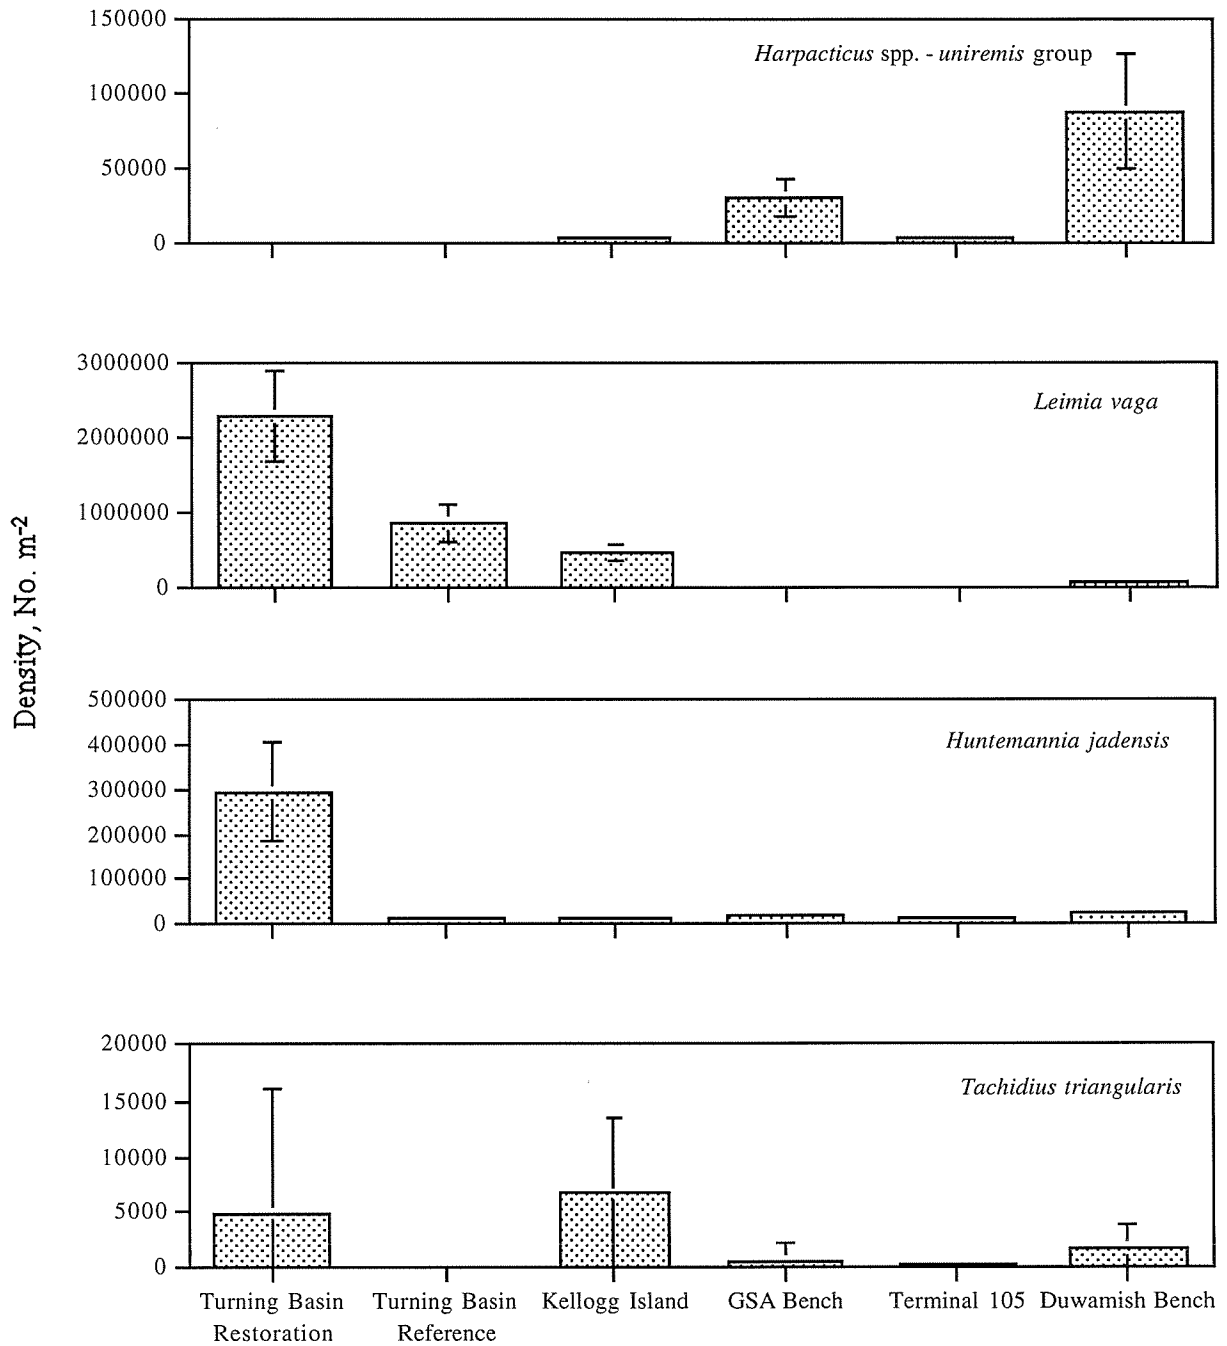 150000
Harpacticus spp. - uniremis group
100000
50000
0
3000000
Leimia vaga
2000000
1000000
0
Density, No. m-2
500000
Huntemannia jadensis
400000
300000
200000
100000
0
20000
Tachidius triangularis
15000
10000
5000
0
Turning Basin Restoration
Turning Basin Reference
Kellogg Island
GSA Bench
Terminal 105
Duwamish Bench